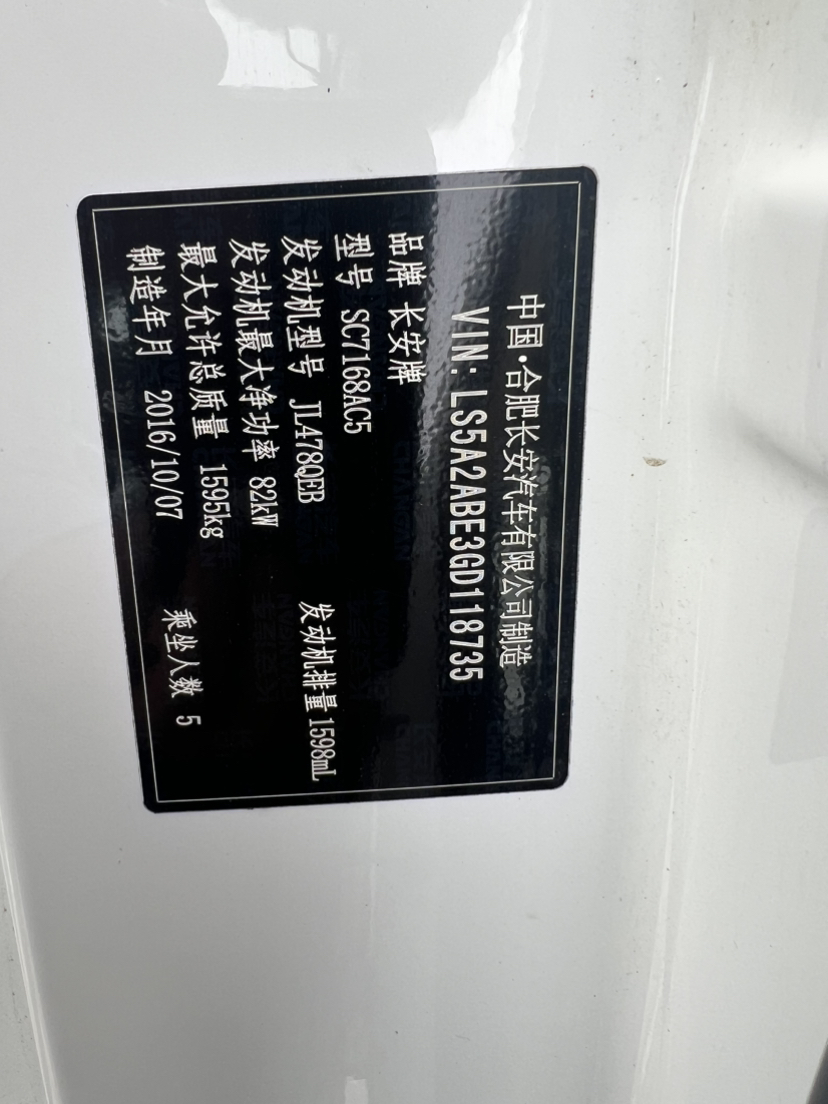 中国·合肥长安汽车有限公司制造
VIN: LS5A2ABE3GD118735
品牌 长安牌
型号 SC7168AC5
发动机型号 JL478QEB 发动机排量 1598mL
发动机最大净功率 82kW
最大允许总质量 1595kg
制造年月 2016/10/07 乘坐人数 5